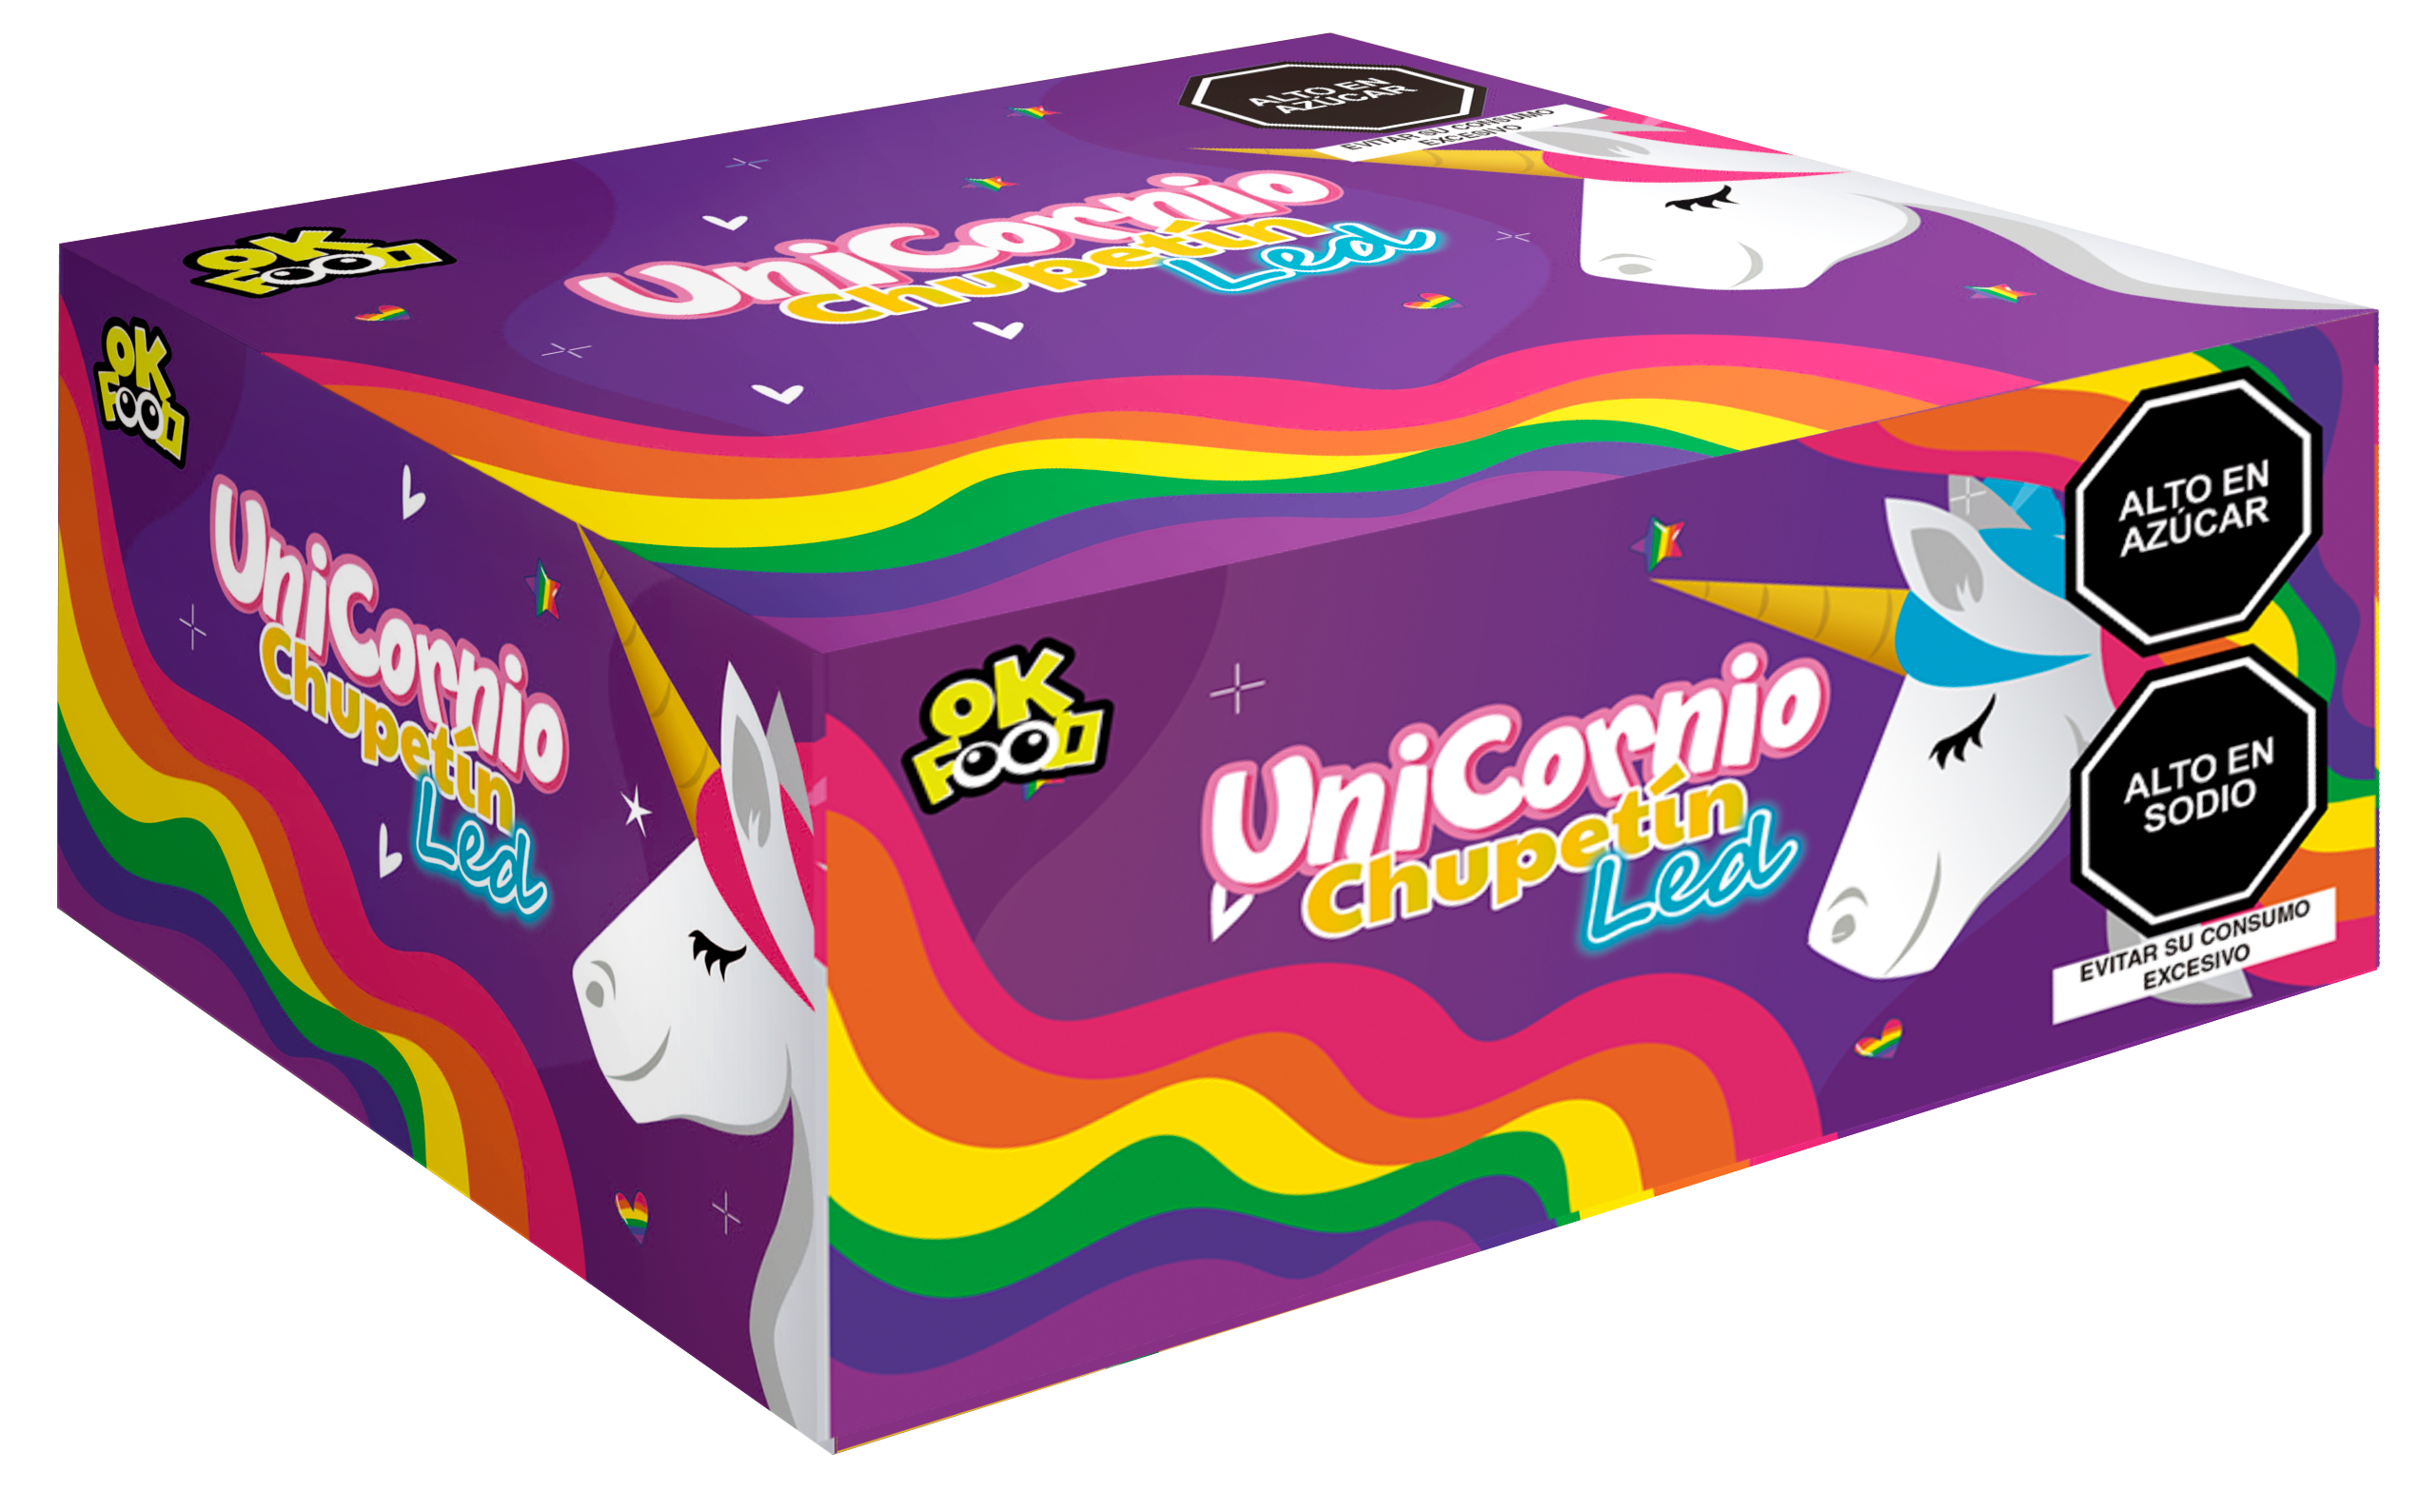 ALTO EN
AZÚCAR
EVITAR SU CONSUMO
EXCESIVO
OK
FOOD
UniCornio
Chupetín
Led
OK
FOOD
UniCornio
Chupetín
Led
OK
FOOD
UniCornio
Chupetín
Led
ALTO EN
AZÚCAR
ALTO EN
SODIO
EVITAR SU CONSUMO
EXCESIVO